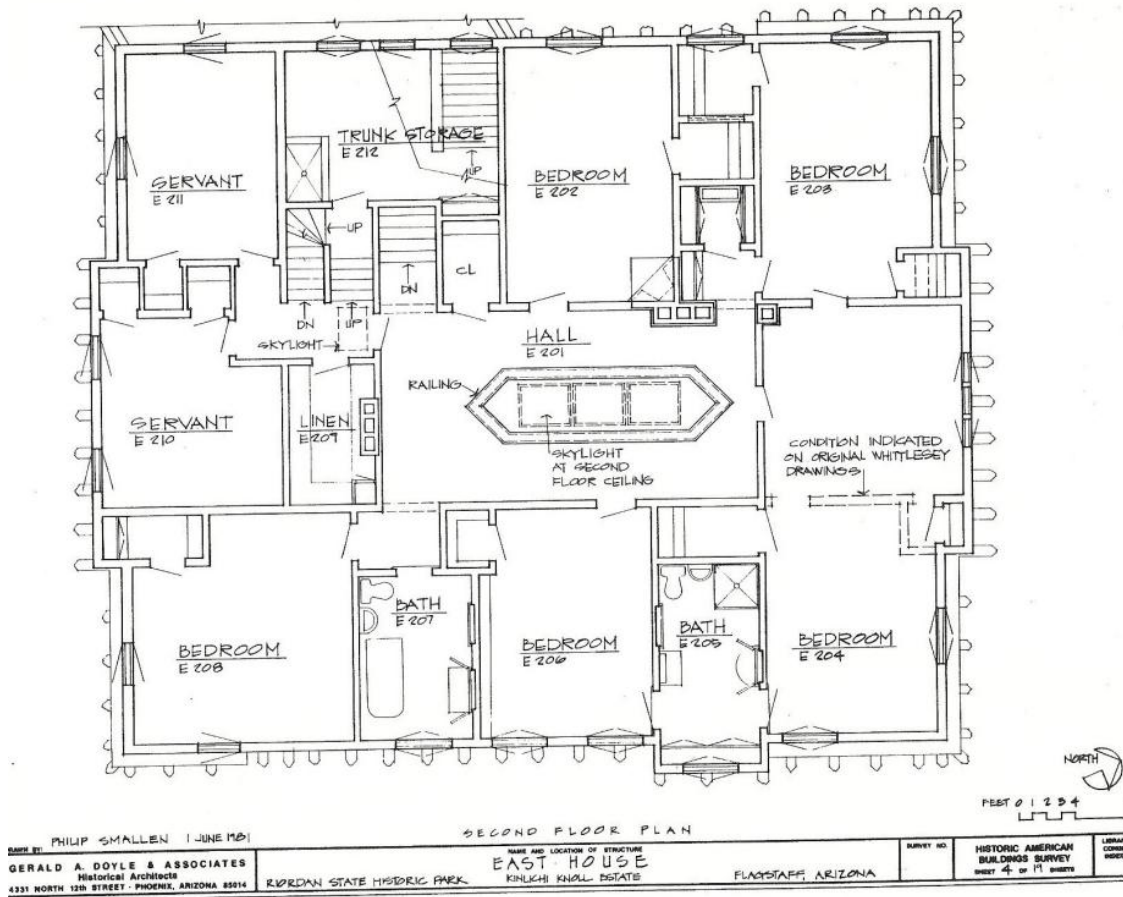 TRUNK STORAGE
E 212
UP
SERVANT
E 211
BEDROOM
E 202
BEDROOM
E 203
UP
CL
DN
DN
UP
SKYLIGHT
HALL
E 201
RAILING
SERVANT
E 210
LINEN
E 209
SKYLIGHT
AT SECOND
FLOOR CEILING
CONDITION INDICATED
ON ORIGINAL WHITTLESEY
DRAWINGS
BATH
E 207
BEDROOM
E 208
BEDROOM
E 206
BATH
E 205
BEDROOM
E 204
NORTH
FEET 0 1 2 3 4
DRAWN BY: PHILIP SMALLEN 1 JUNE 1981
SECOND FLOOR PLAN
GERALD A. DOYLE & ASSOCIATES
Historical Architects
4331 NORTH 12th STREET - PHOENIX, ARIZONA 85014
NAME AND LOCATION OF STRUCTURE
EAST HOUSE
RIORDAN STATE HISTORIC PARK KINLICHI KNOLL ESTATE FLAGSTAFF, ARIZONA
SURVEY NO.
HISTORIC AMERICAN
BUILDINGS SURVEY
SHEET 4 OF 19 SHEETS